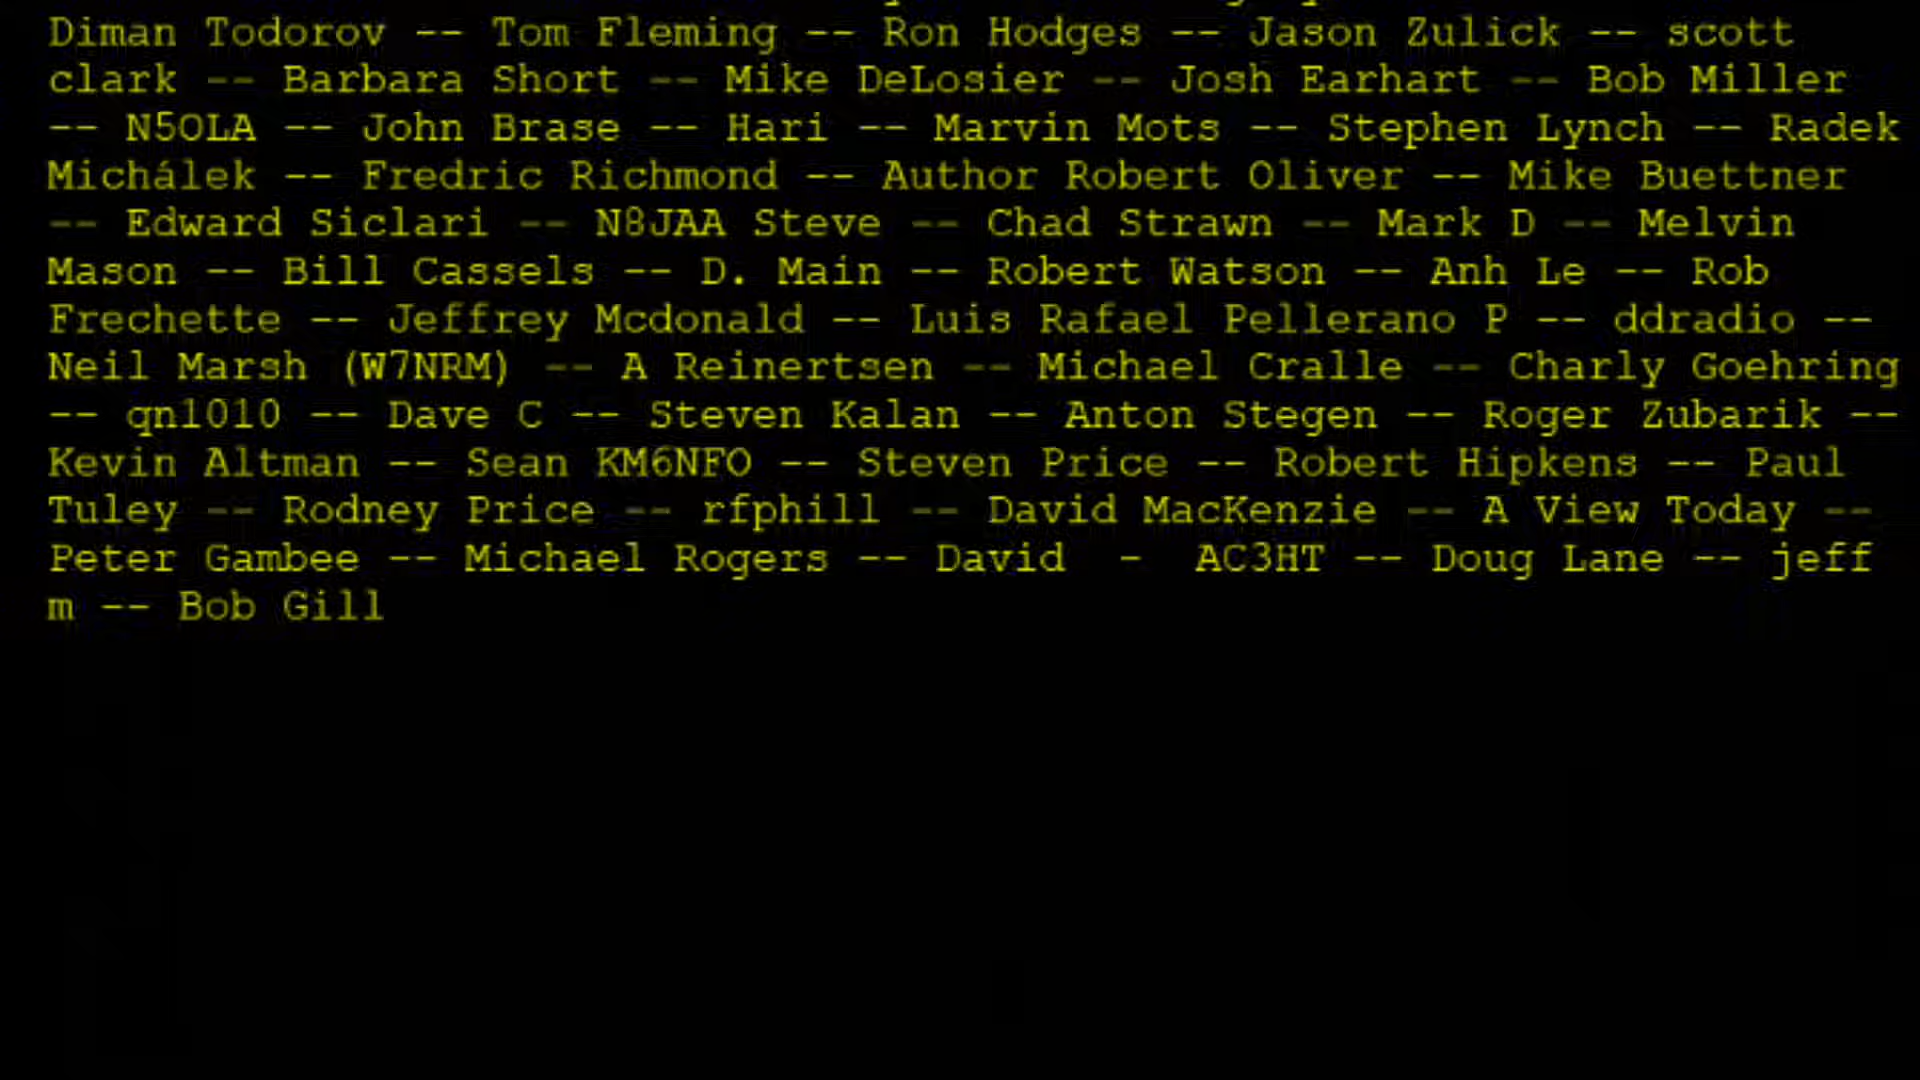 Diman Todorov -- Tom Fleming -- Ron Hodges -- Jason Zulick -- scott
clark -- Barbara Short -- Mike DeLosier -- Josh Earhart -- Bob Miller
-- N5OLA -- John Brase -- Hari -- Marvin Mots -- Stephen Lynch -- Radek
Michálek -- Fredric Richmond -- Author Robert Oliver -- Mike Buettner
-- Edward Siclari -- N8JAA Steve -- Chad Strawn -- Mark D -- Melvin
Mason -- Bill Cassels -- D. Main -- Robert Watson -- Anh Le -- Rob
Frechette -- Jeffrey Mcdonald -- Luis Rafael Pellerano P -- ddradio --
Neil Marsh (W7NRM) -- A Reinertsen -- Michael Cralle -- Charly Goehring
-- qn1010 -- Dave C -- Steven Kalan -- Anton Stegen -- Roger Zubarik --
Kevin Altman -- Sean KM6NFO -- Steven Price -- Robert Hipkens -- Paul
Tuley -- Rodney Price -- rfphill -- David MacKenzie -- A View Today --
Peter Gambee -- Michael Rogers -- David  -  AC3HT -- Doug Lane -- jeff
m -- Bob Gill